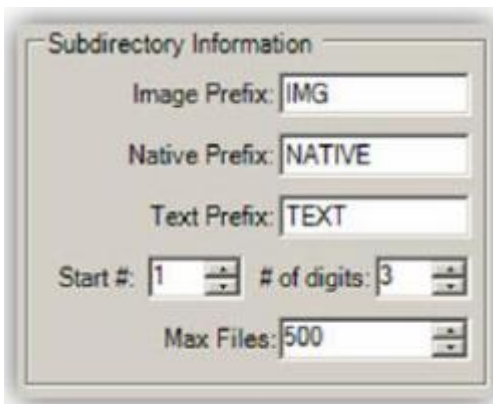 Subdirectory Information
Image Prefix: IMG
Native Prefix: NATIVE
Text Prefix: TEXT
Start #: 1 # of digits: 3
Max Files: 500